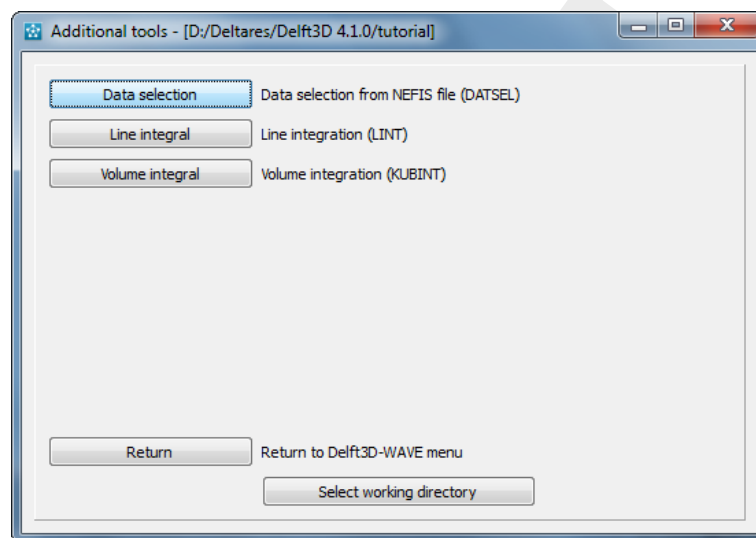 Additional tools - [D:/Deltares/Delft3D 4.1.0/tutorial]
Data selection Data selection from NEFIS file (DATSEL)
Line integral Line integration (LINT)
Volume integral Volume integration (KUBINT)
Return Return to Delft3D-WAVE menu
Select working directory